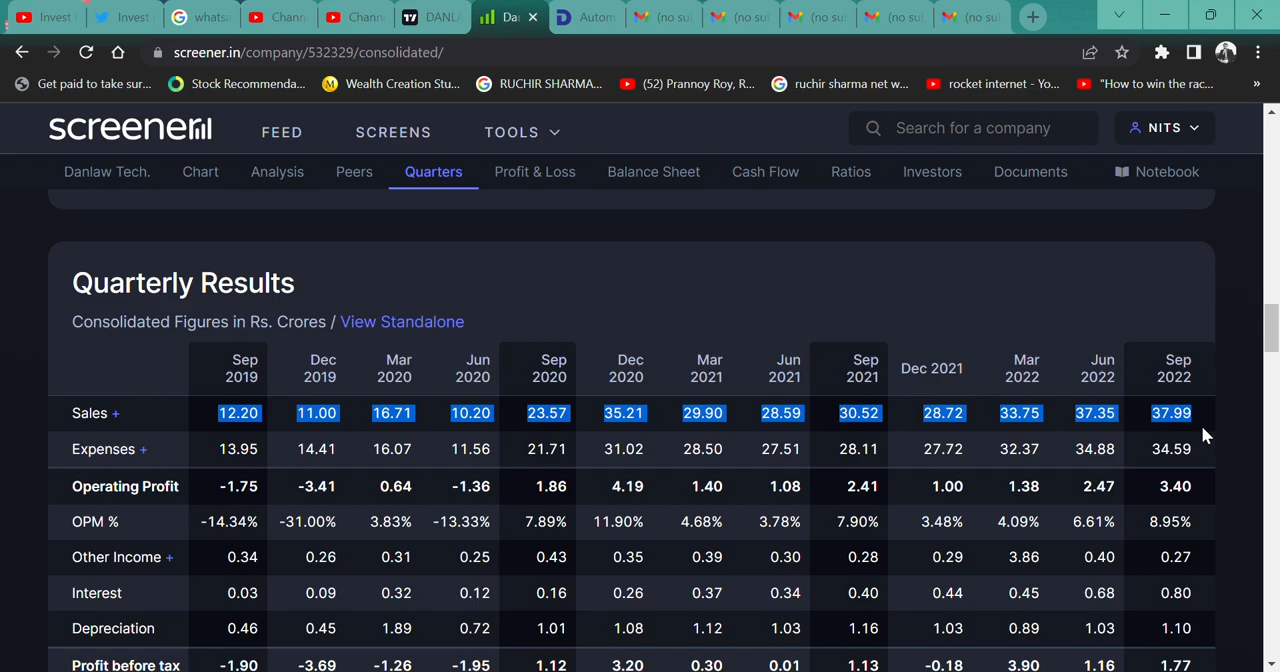 Invest
Invest
whatsa
Chann
Chann
DANLA
Da
Autom
(no sub
(no sub
(no sub
(no sub
(no sub
screener.in/company/532329/consolidated/
Get paid to take sur...
Stock Recommenda...
Wealth Creation Stu...
RUCHIR SHARMA...
(52) Prannoy Roy, R...
ruchir sharma net w...
rocket internet - Yo...
"How to win the rac...
»
screener
FEED
SCREENS
TOOLS
Search for a company
NITS
Danlaw Tech.
Chart
Analysis
Peers
Quarters
Profit & Loss
Balance Sheet
Cash Flow
Ratios
Investors
Documents
Notebook
Quarterly Results
Consolidated Figures in Rs. Crores / View Standalone
Sep 2019 Dec 2019 Mar 2020 Jun 2020 Sep 2020 Dec 2020 Mar 2021 Jun 2021 Sep 2021 Dec 2021 Mar 2022 Jun 2022 Sep 2022
Sales + 12.20 11.00 16.71 10.20 23.57 35.21 29.90 28.59 30.52 28.72 33.75 37.35 37.99
Expenses + 13.95 14.41 16.07 11.56 21.71 31.02 28.50 27.51 28.11 27.72 32.37 34.88 34.59
Operating Profit -1.75 -3.41 0.64 -1.36 1.86 4.19 1.40 1.08 2.41 1.00 1.38 2.47 3.40
OPM % -14.34% -31.00% 3.83% -13.33% 7.89% 11.90% 4.68% 3.78% 7.90% 3.48% 4.09% 6.61% 8.95%
Other Income + 0.34 0.26 0.31 0.25 0.43 0.35 0.39 0.30 0.28 0.29 3.86 0.40 0.27
Interest 0.03 0.09 0.32 0.12 0.16 0.26 0.37 0.34 0.40 0.44 0.45 0.68 0.80
Depreciation 0.46 0.45 1.89 0.72 1.01 1.08 1.12 1.03 1.16 1.03 0.89 1.03 1.10
Profit before tax -1.90 -3.69 -1.26 -1.95 1.12 3.20 0.30 0.01 1.13 -0.18 3.90 1.16 1.77